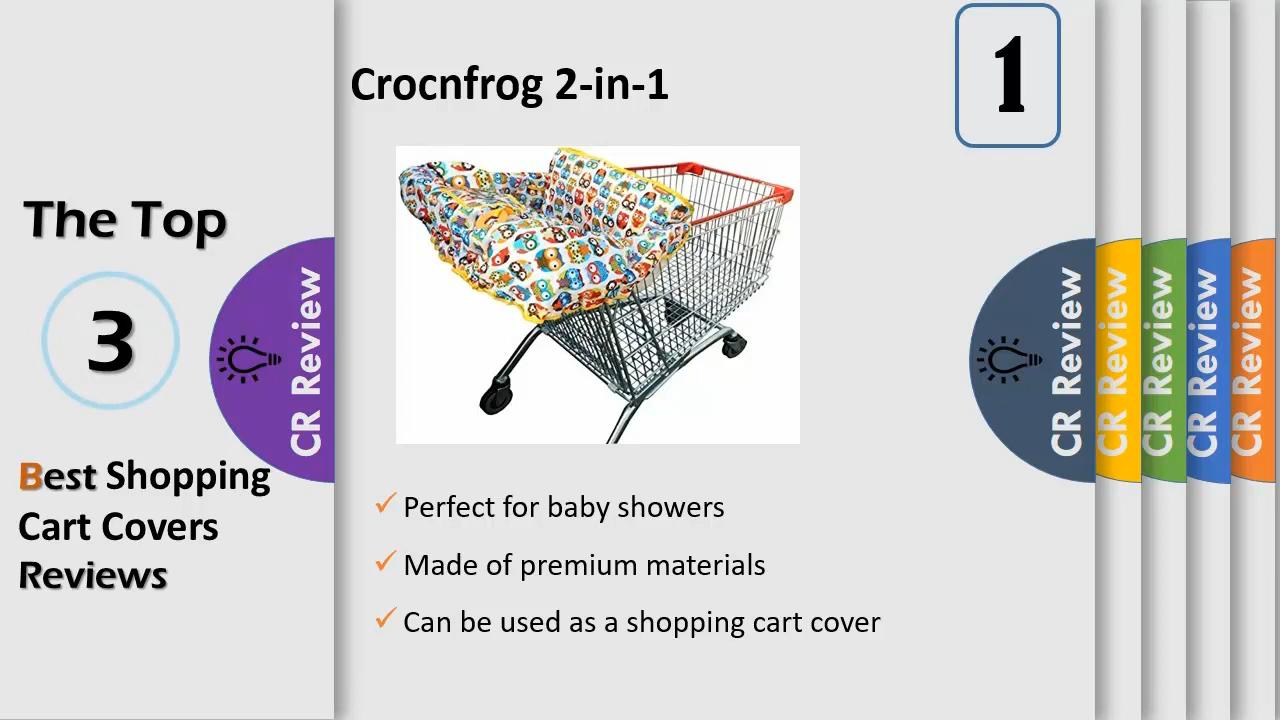 The Top
3
Best Shopping
Cart Covers
Reviews
CR Review
Crocnfrog 2-in-1
1
Perfect for baby showers
Made of premium materials
Can be used as a shopping cart cover
CR Review
CR Review
CR Review
CR Review
CR Review